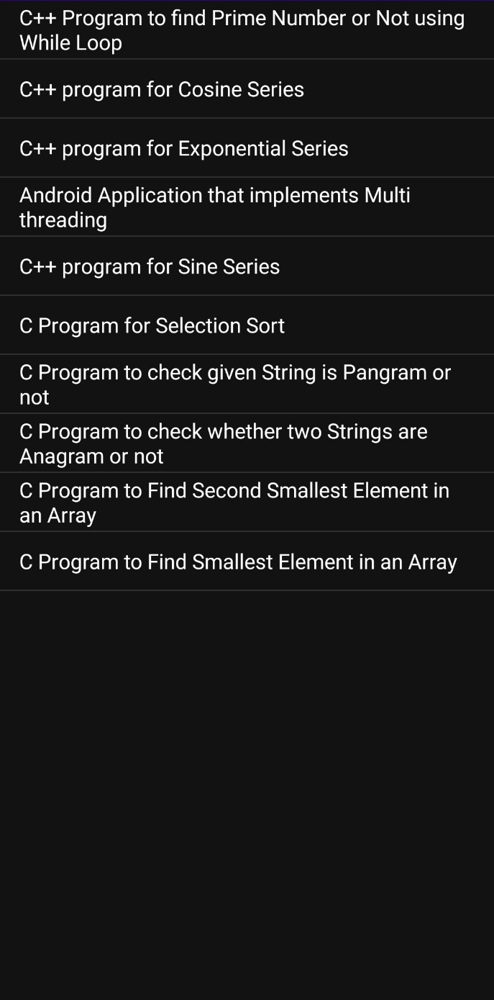 C++ Program to find Prime Number or Not using
While Loop
C++ program for Cosine Series
C++ program for Exponential Series
Android Application that implements Multi
threading
C++ program for Sine Series
C Program for Selection Sort
C Program to check given String is Pangram or
not
C Program to check whether two Strings are
Anagram or not
C Program to Find Second Smallest Element in
an Array
C Program to Find Smallest Element in an Array